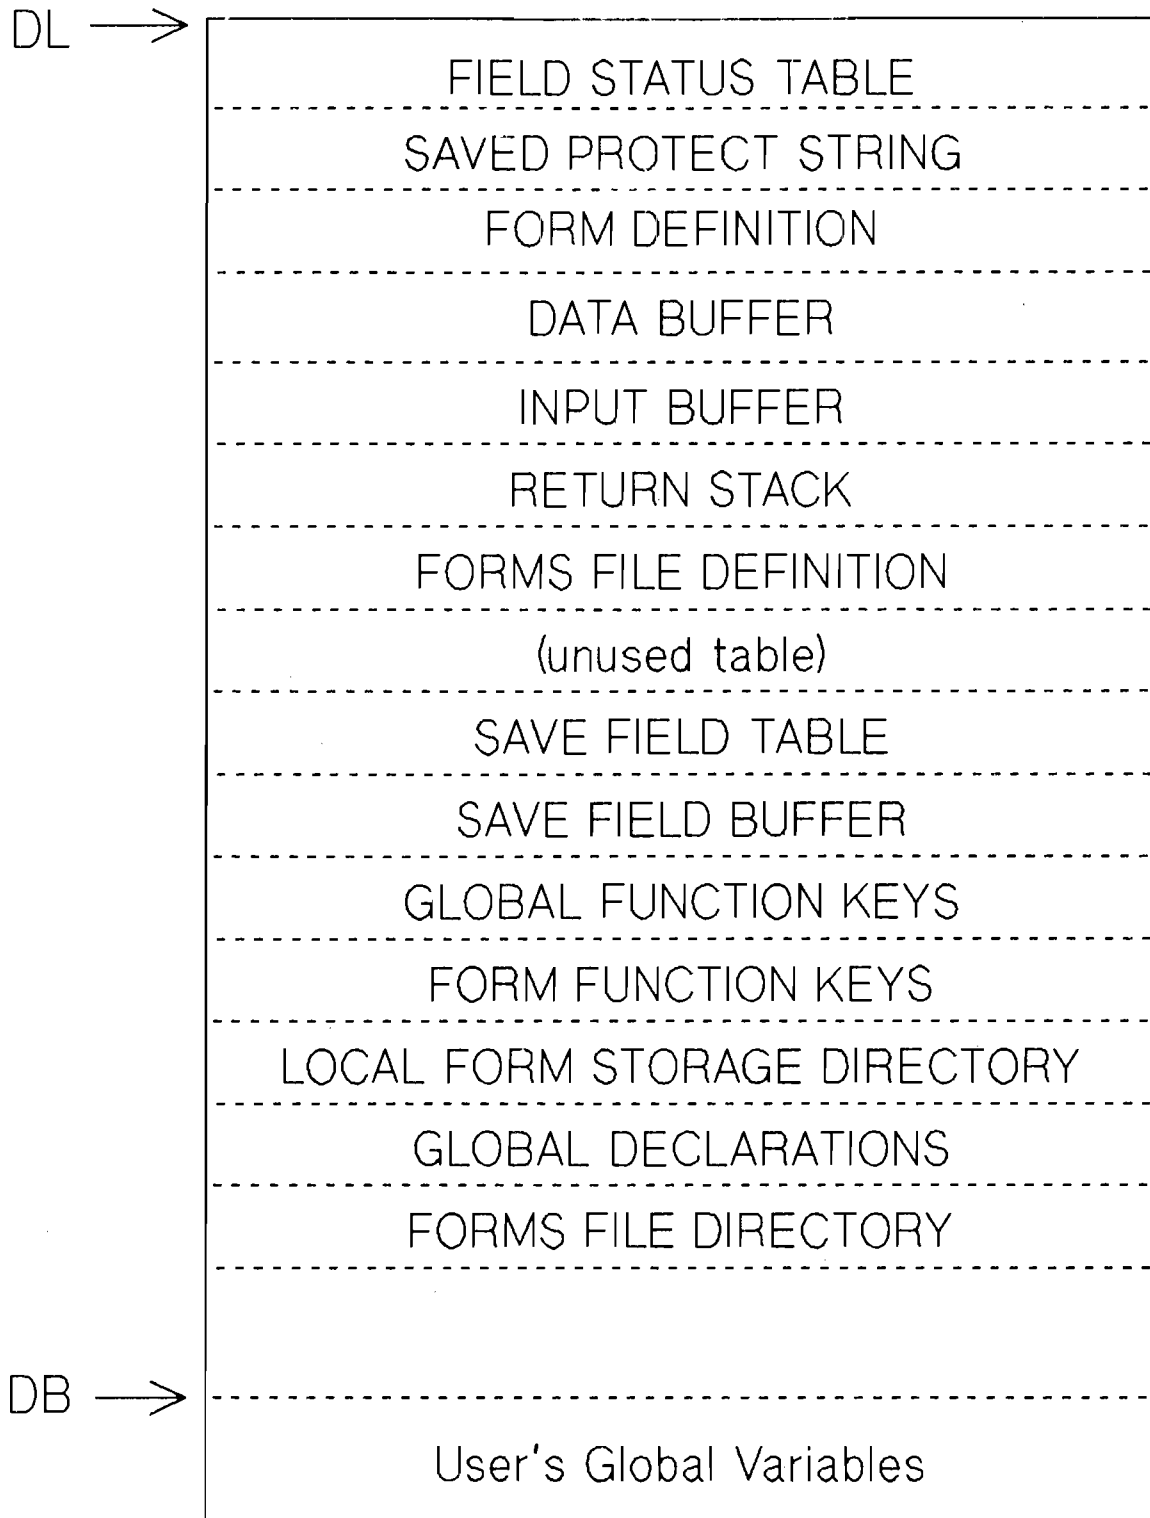 DL
FIELD STATUS TABLE
SAVED PROTECT STRING
FORM DEFINITION
DATA BUFFER
INPUT BUFFER
RETURN STACK
FORMS FILE DEFINITION
(unused table)
SAVE FIELD TABLE
SAVE FIELD BUFFER
GLOBAL FUNCTION KEYS
FORM FUNCTION KEYS
LOCAL FORM STORAGE DIRECTORY
GLOBAL DECLARATIONS
FORMS FILE DIRECTORY
DB
User's Global Variables